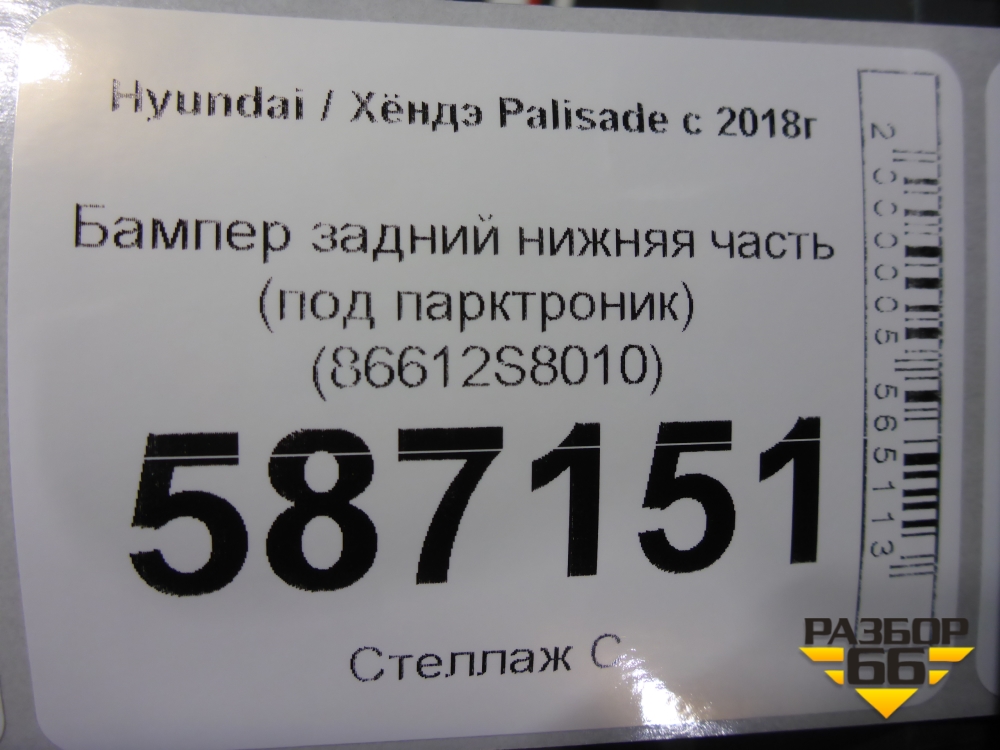 Hyundai / Хёндэ Palisade с 2018г
Бампер задний нижняя часть
(под парктроник)
(86612S8010)
587151
Стеллаж С
2000005565113
РАЗБОР
66